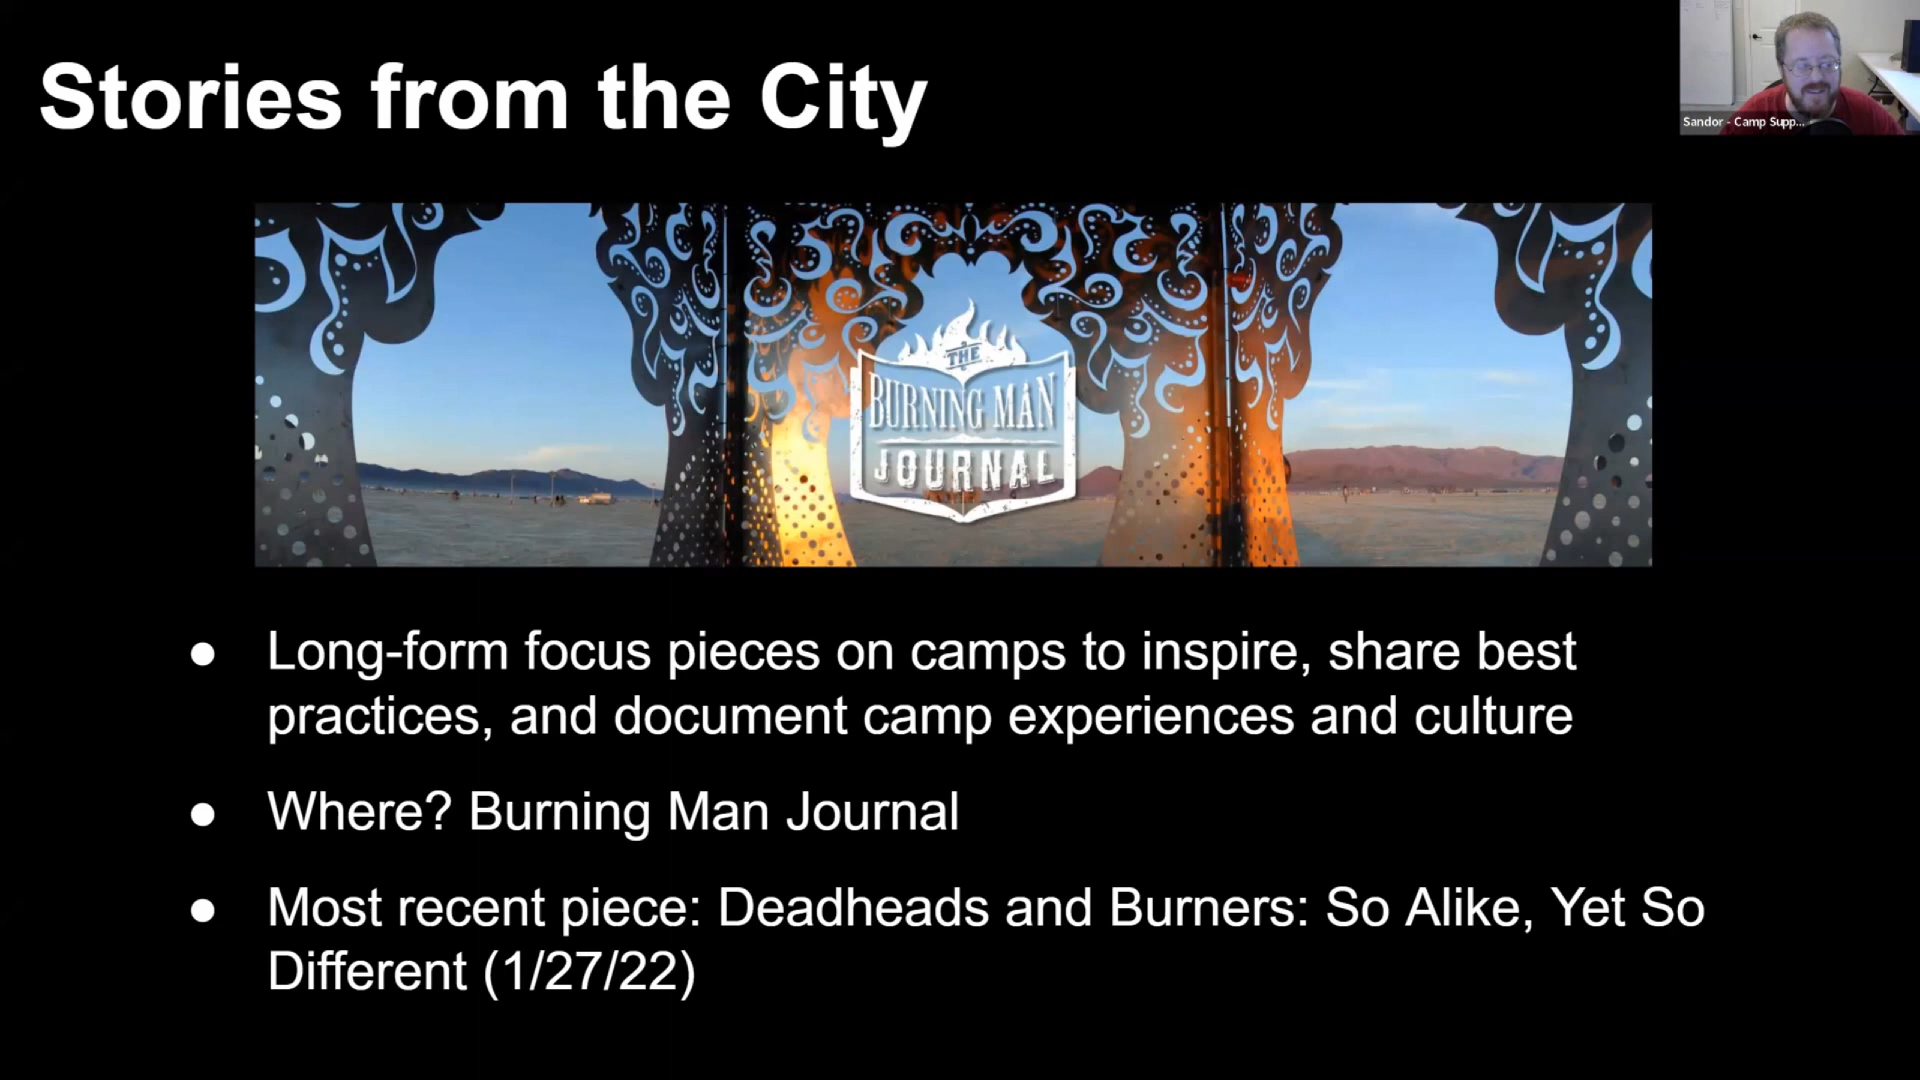 Stories from the City
Sandor - Camp Supp...
THE
BURNING MAN
JOURNAL
● Long-form focus pieces on camps to inspire, share best
practices, and document camp experiences and culture
● Where? Burning Man Journal
● Most recent piece: Deadheads and Burners: So Alike, Yet So
Different (1/27/22)